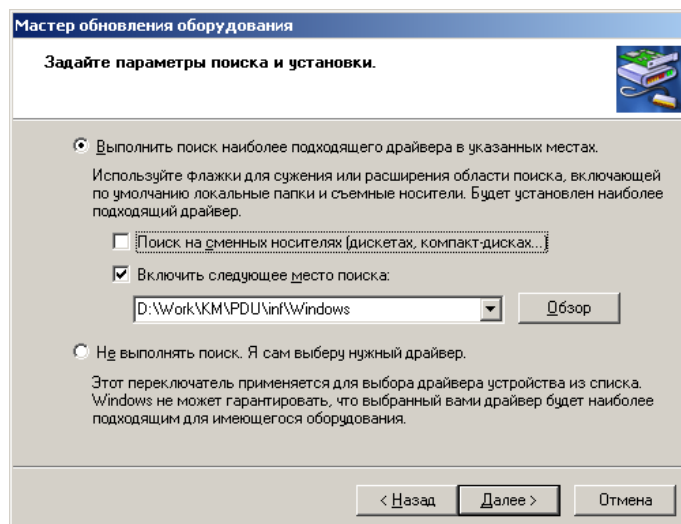 Мастер обновления оборудования
Задайте параметры поиска и установки.
Выполнить поиск наиболее подходящего драйвера в указанных местах.
Используйте флажки для сужения или расширения области поиска, включающей
по умолчанию локальные папки и съемные носители. Будет установлен наиболее
подходящий драйвер.
Поиск на сменных носителях (дискетах, компакт-дисках...)
Включить следующее место поиска:
D:\Work\KM\PDU\inf\Windows
Обзор
Не выполнять поиск. Я сам выберу нужный драйвер.
Этот переключатель применяется для выбора драйвера устройства из списка.
Windows не может гарантировать, что выбранный вами драйвер будет наиболее
подходящим для имеющегося оборудования.
< Назад Далее > Отмена